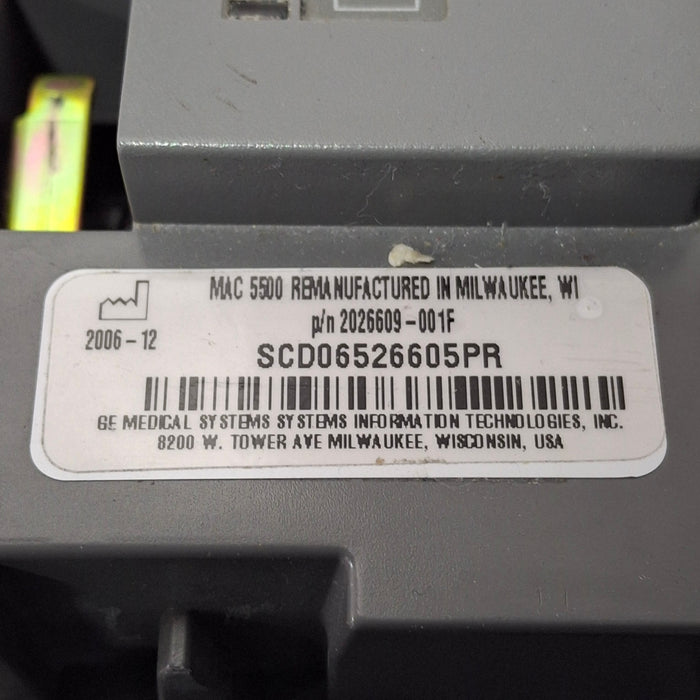 MAC 5500 REMANUFACTURED IN MILWAUKEE, WI
p/n 2026609-001F
2006-12
SCD06526605PR
GE MEDICAL SYSTEMS SYSTEMS INFORMATION TECHNOLOGIES, INC.
8200 W. TOWER AVE MILWAUKEE, WISCONSIN, USA